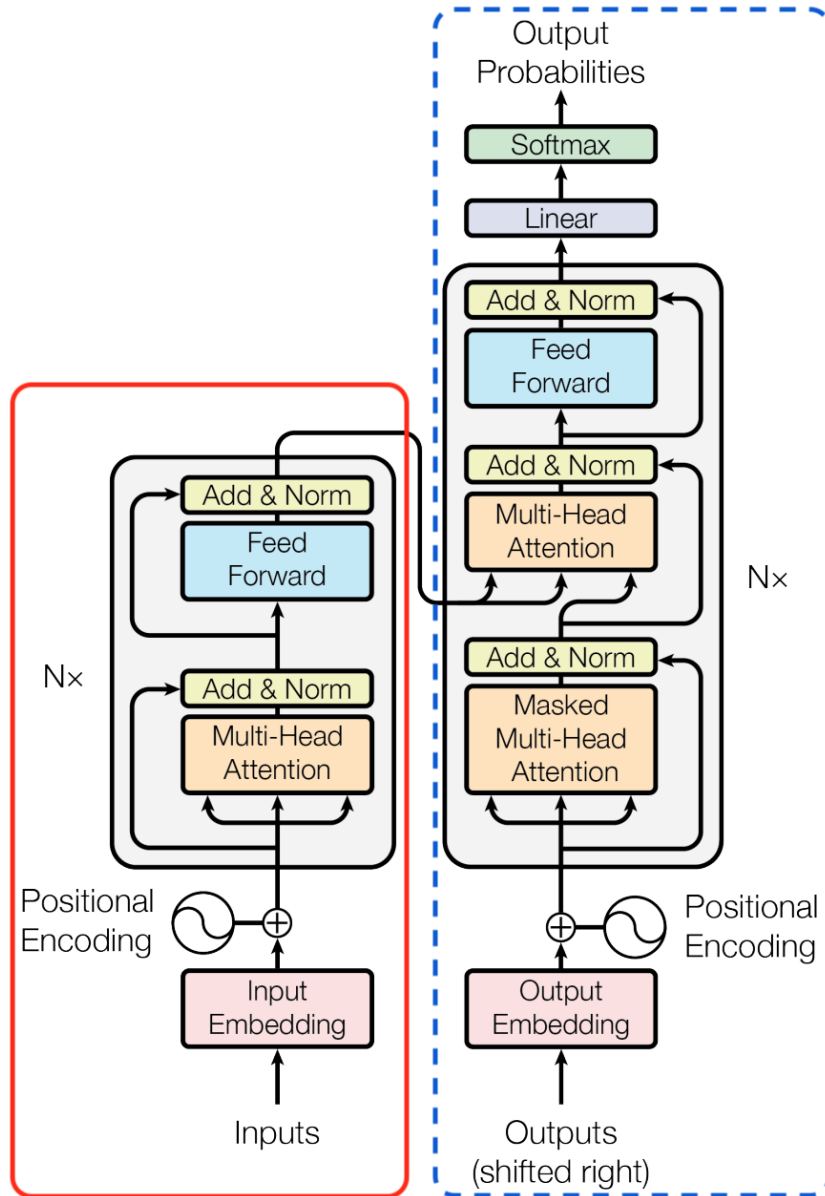 Output
Probabilities
Softmax
Linear
Add & Norm
Feed
Forward
Add & Norm
Multi-Head
Attention
N×
Add & Norm
Masked
Multi-Head
Attention
Positional
Encoding
Output
Embedding
Outputs
(shifted right)
Add & Norm
Feed
Forward
N×
Add & Norm
Multi-Head
Attention
Positional
Encoding
Input
Embedding
Inputs